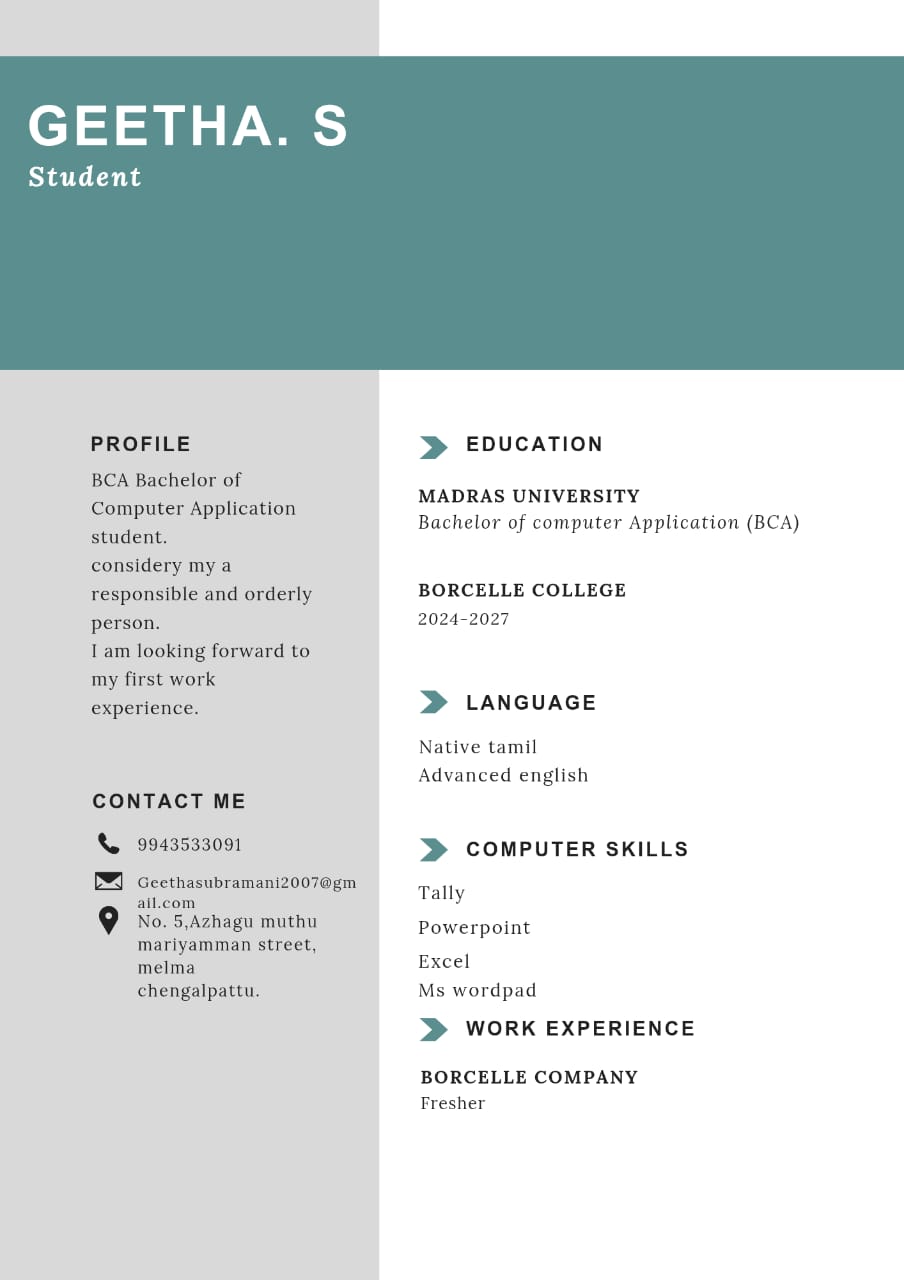 GEETHA. S
Student
PROFILE
BCA Bachelor of
Computer Application
student.
considery my a
responsible and orderly
person.
I am looking forward to
my first work
experience.
CONTACT ME
9943533091
Geethasubramani2007@gm
ail.com
No. 5,Azhagu muthu
mariyamman street,
melma
chengalpattu.
EDUCATION
MADRAS UNIVERSITY
Bachelor of computer Application (BCA)
BORCELLE COLLEGE
2024-2027
LANGUAGE
Native tamil
Advanced english
COMPUTER SKILLS
Tally
Powerpoint
Excel
Ms wordpad
WORK EXPERIENCE
BORCELLE COMPANY
Fresher